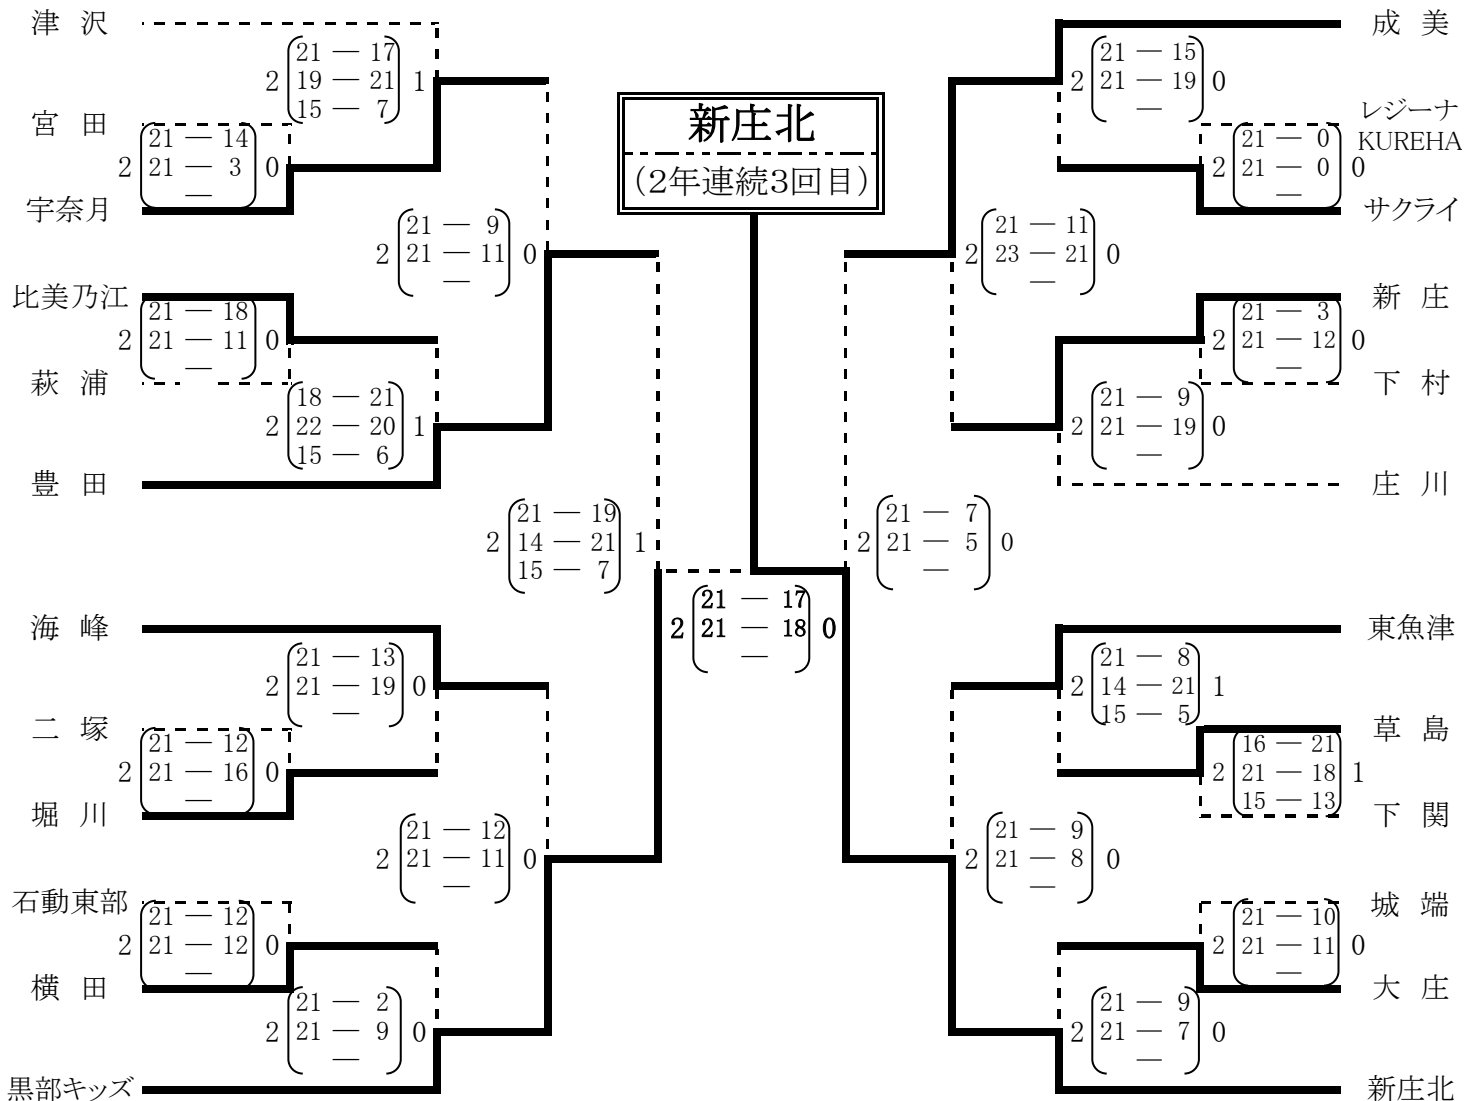 津 沢
21 ― 17
2 19 ― 21 1
15 ― 7
宮 田
21 ― 14
2 21 ― 3 0
―
宇奈月
21 ― 9
2 21 ― 11 0
―
比美乃江
21 ― 18
2 21 ― 11 0
―
萩 浦
18 ― 21
2 22 ― 20 1
15 ― 6
豊 田
21 ― 19
2 14 ― 21 1
15 ― 7
海 峰
21 ― 13
2 21 ― 19 0
―
二 塚
21 ― 12
2 21 ― 16 0
―
堀 川
21 ― 12
2 21 ― 11 0
―
石動東部
21 ― 12
2 21 ― 12 0
―
横 田
21 ― 2
2 21 ― 9 0
―
黒部キッズ
新庄北
(2年連続3回目)
21 ― 17
2 21 ― 18 0
―
成 美
21 ― 15
2 21 ― 19 0
―
レジーナ
KUREHA
21 ― 0
2 21 ― 0 0
―
サクライ
21 ― 11
2 23 ― 21 0
―
新 庄
21 ― 3
2 21 ― 12 0
―
下 村
21 ― 9
2 21 ― 19 0
―
庄 川
21 ― 7
2 21 ― 5 0
―
東魚津
21 ― 8
2 14 ― 21 1
15 ― 5
草 島
16 ― 21
2 21 ― 18 1
15 ― 13
下 関
21 ― 9
2 21 ― 8 0
―
城 端
21 ― 10
2 21 ― 11 0
―
大 庄
21 ― 9
2 21 ― 7 0
―
新庄北